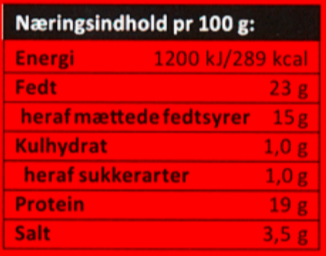 Næringsindhold pr 100 g:
Energi 1200 kJ/289 kcal
Fedt 23 g
heraf mættede fedtsyrer 15 g
Kulhydrat 1,0 g
heraf sukkerarter 1,0 g
Protein 19 g
Salt 3,5 g